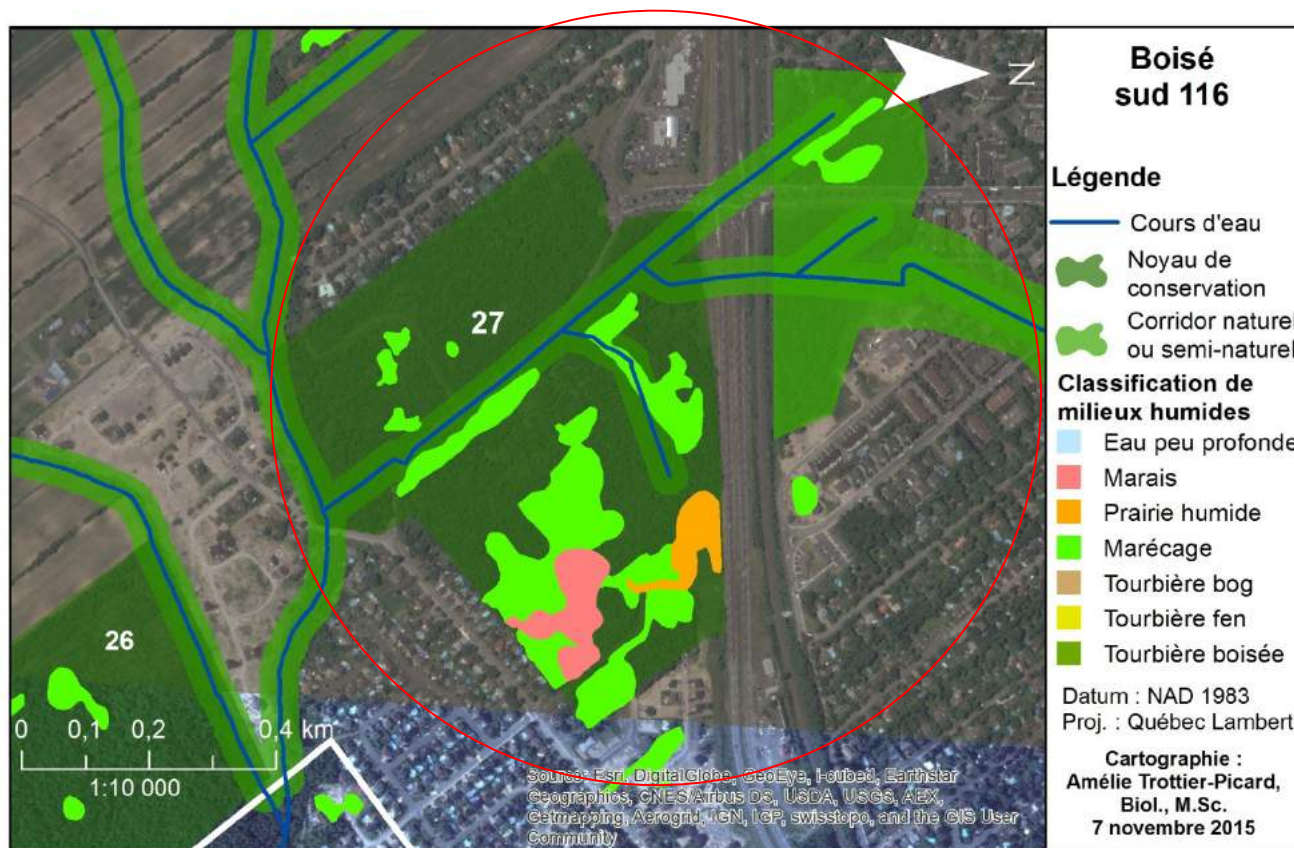 Boisé
sud 116
N
Légende
Cours d'eau
Noyau de
conservation
Corridor naturel
ou semi-naturel
Classification de
milieux humides
Eau peu profonde
Marais
Prairie humide
Marécage
Tourbière bog
Tourbière fen
Tourbière boisée
Datum : NAD 1983
Proj. : Québec Lambert
Cartographie :
Amélie Trottier-Picard,
Biol., M.Sc.
7 novembre 2015
27
26
0 0,1 0,2 0,4 km
1:10 000
Source: Esri, DigitalGlobe, GeoEye, i-cubed, Earthstar
Geographics, CNES/Airbus DS, USDA, USGS, AEX,
Getmapping, Aerogrid, IGN, IGP, swisstopo, and the GIS User
Community